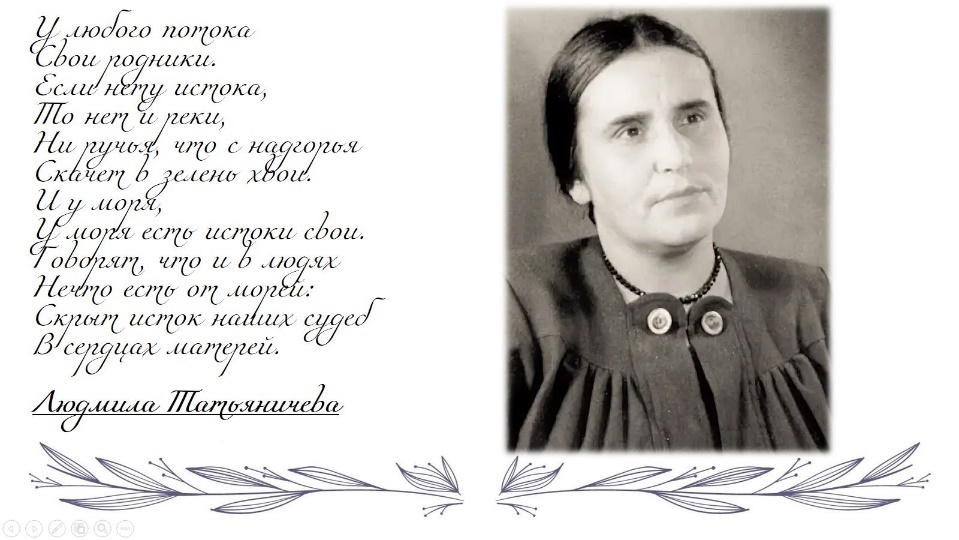 У любого потока
Свои родники.
Если нету истока,
То нет и реки,
Ни ручья, что с надгорья
Скачет в зелень хвои.
И у моря,
У моря есть истоки свои.
Говорят, что и в людях
Нечто есть от морей:
Скрыт исток наших судеб
В сердцах матерей.
Людмила Татьяничева